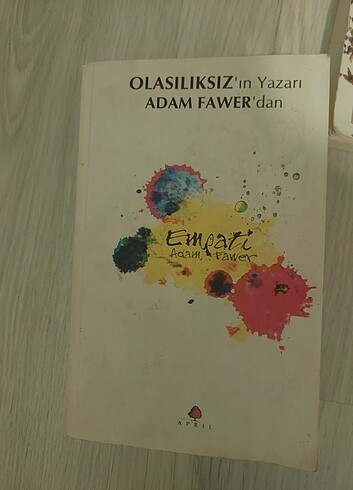 OLASILIKSIZ'ın Yazarı
ADAM FAWER'dan
Empati
Adam Fawer
APRIL